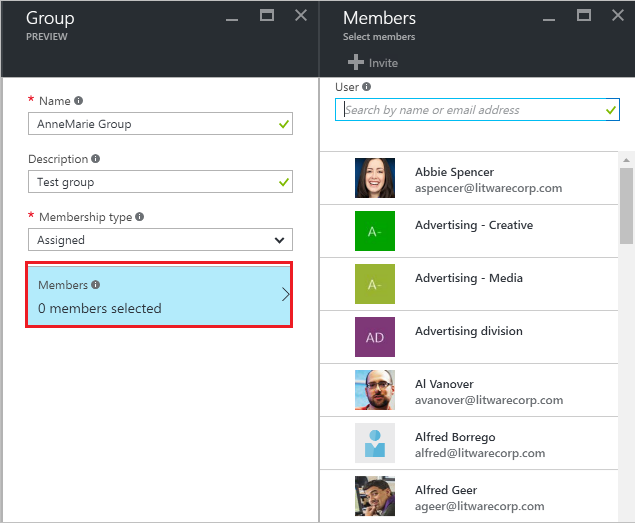 Group
PREVIEW
* Name
AnneMarie Group
Description
Test group
* Membership type
Assigned
Members
0 members selected
Members
Select members
Invite
User
Search by name or email address
Abbie Spencer
aspencer@litwarecorp.com
A-
Advertising - Creative
A-
Advertising - Media
AD
Advertising division
Al Vanover
avanover@litwarecorp.com
Alfred Borrego
alfred@litwarecorp.com
Alfred Geer
ageer@litwarecorp.com